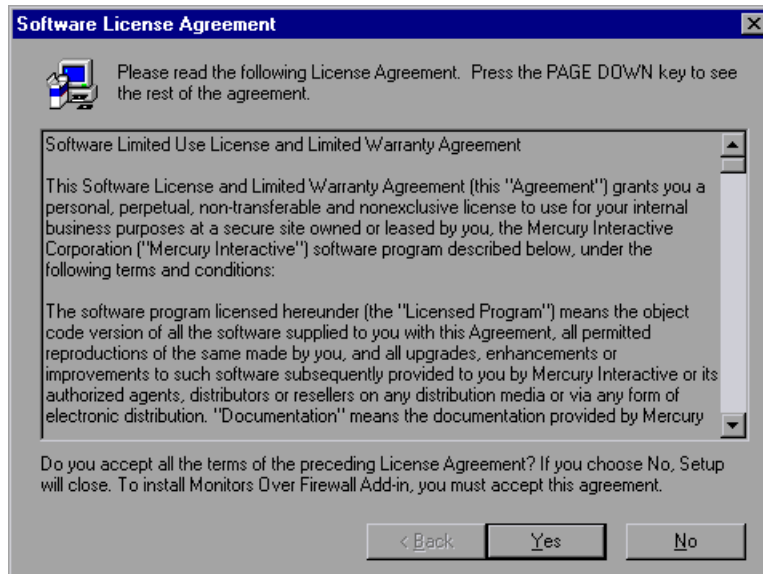 Software License Agreement
Please read the following License Agreement.  Press the PAGE DOWN key to see
the rest of the agreement.
Software Limited Use License and Limited Warranty Agreement
This Software License and Limited Warranty Agreement (this "Agreement") grants you a
personal, perpetual, non-transferable and nonexclusive license to use for your internal
business purposes at a secure site owned or leased by you, the Mercury Interactive
Corporation ("Mercury Interactive") software program described below, under the
following terms and conditions:
The software program licensed hereunder (the "Licensed Program") means the object
code version of all the software supplied to you with this Agreement, all permitted
reproductions of the same made by you, and all upgrades, enhancements or
improvements to such software subsequently provided to you by Mercury Interactive or its
authorized agents, distributors or resellers on any distribution media or via any form of
electronic distribution. "Documentation" means the documentation provided by Mercury
Do you accept all the terms of the preceding License Agreement? If you choose No, Setup
will close. To install Monitors Over Firewall Add-in, you must accept this agreement.
< Back
Yes
No